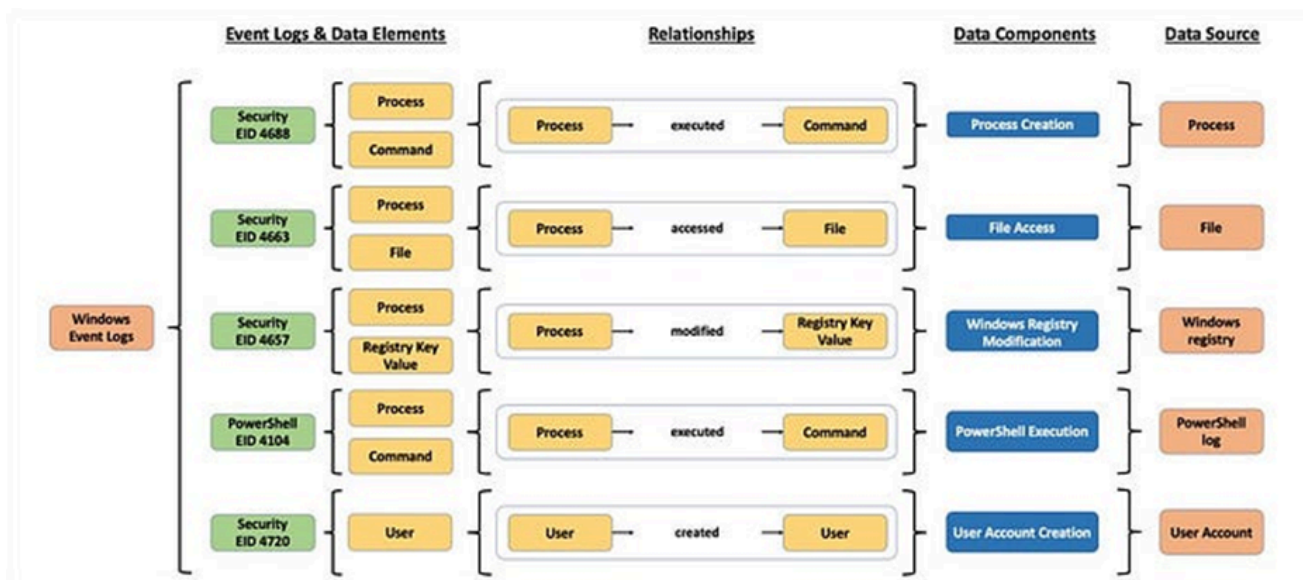 Event Logs & Data Elements
Relationships
Data Components
Data Source
Windows
Event Logs
Security
EID 4688
Process
Command
Process
executed
Command
Process Creation
Process
Security
EID 4663
Process
File
Process
accessed
File
File Access
File
Security
EID 4657
Process
Registry Key
Value
Process
modified
Registry Key
Value
Windows Registry
Modification
Windows
registry
PowerShell
EID 4104
Process
Command
Process
executed
Command
PowerShell Execution
PowerShell
log
Security
EID 4720
User
User
created
User
User Account Creation
User Account